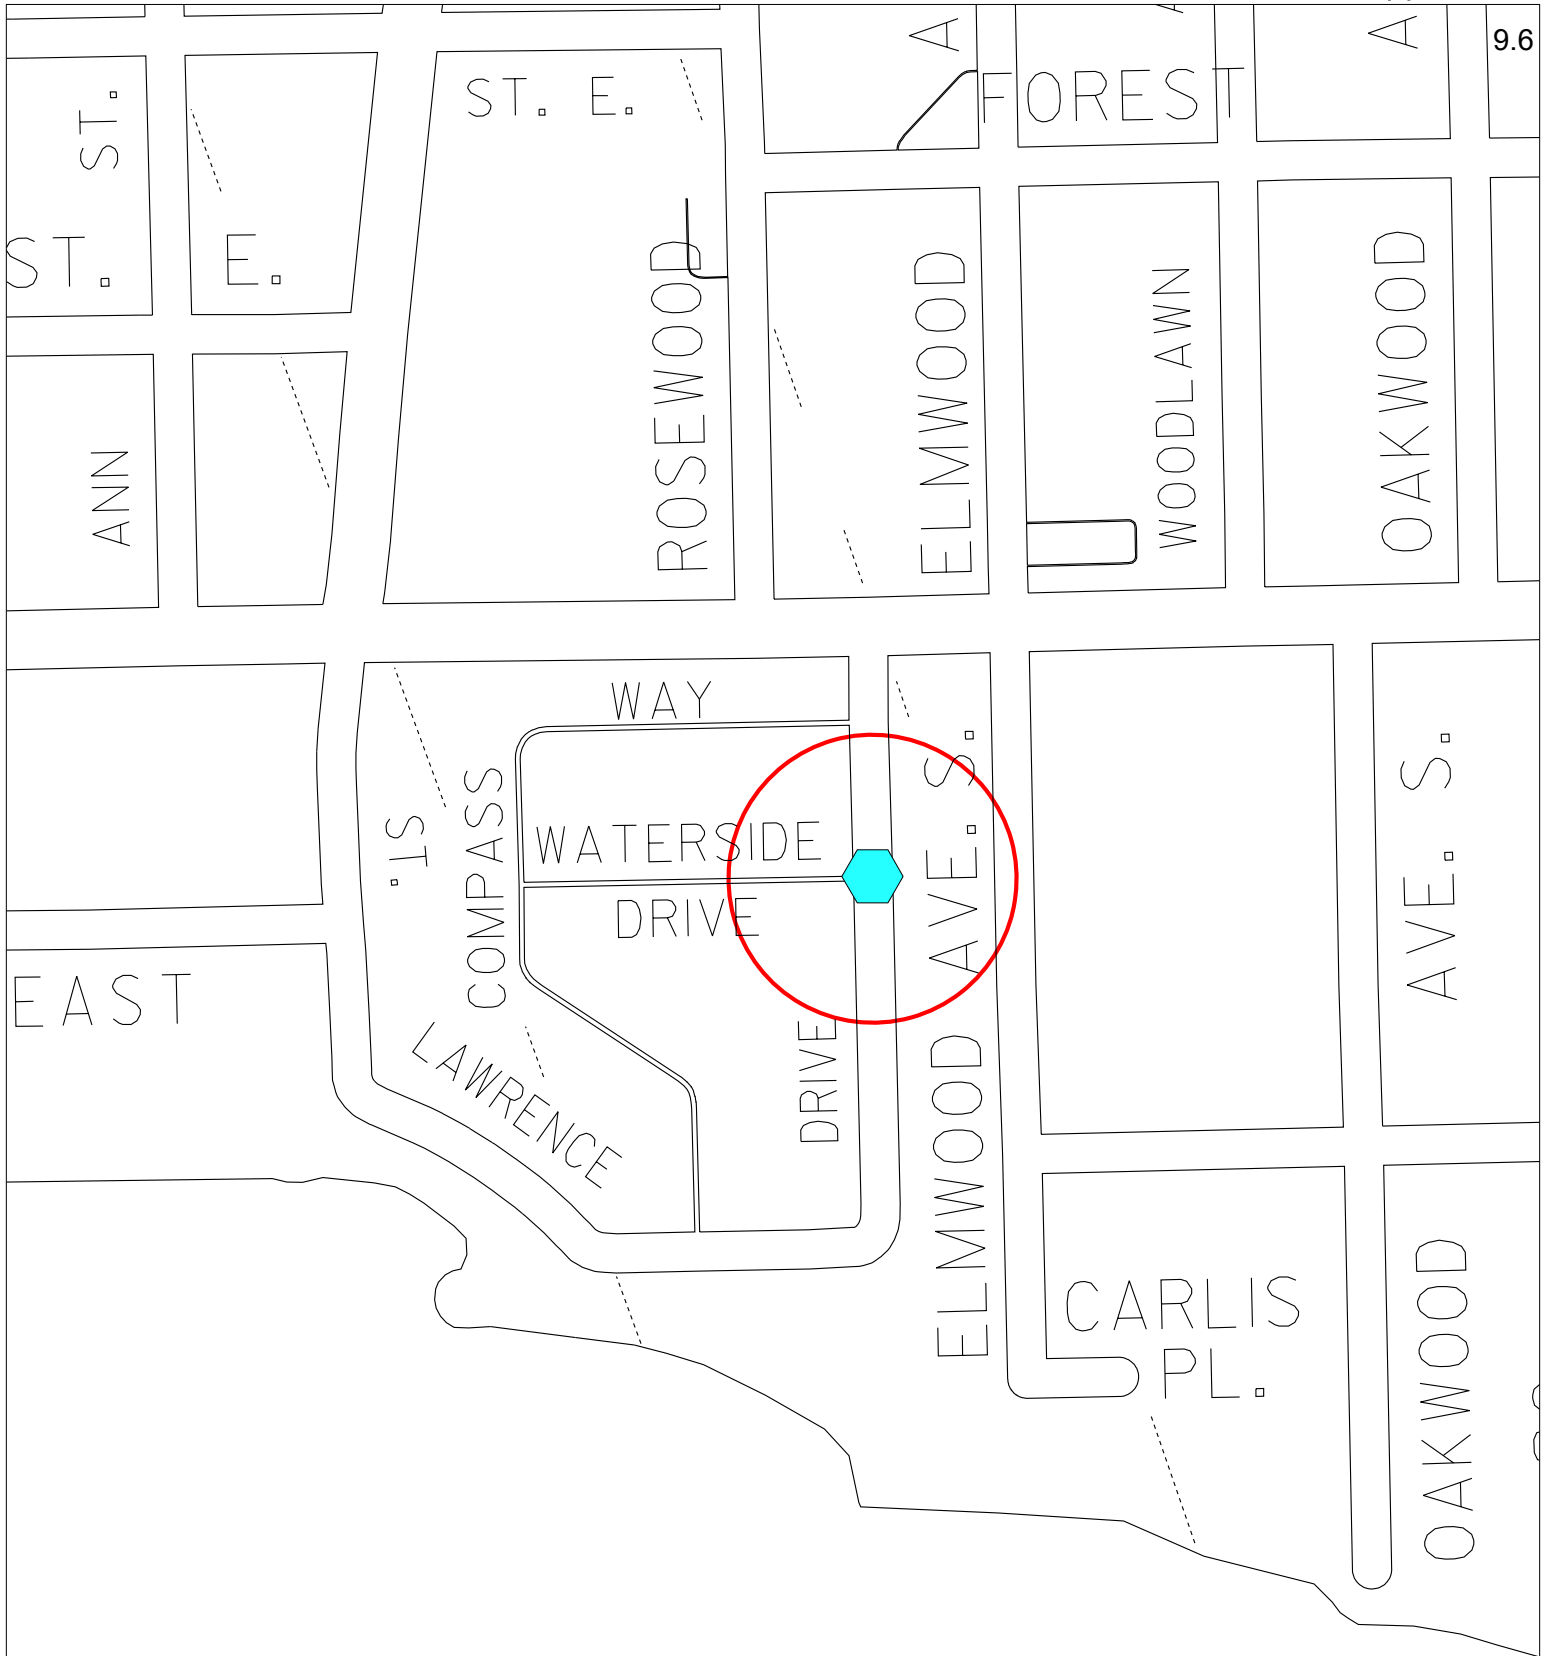 9.6
ST. E.
FOREST
ST.
ANN
ST. E.
ROSEWOOD
ELMWOOD
WOODLAWN
OAKWOOD
WAY
COMPASS
WATERSIDE
DRIVE
ST.
LAWRENCE
EAST
DRIVE
ELMWOOD AVE. S.
AVE. S.
OAKWOOD
CARLIS
PL.